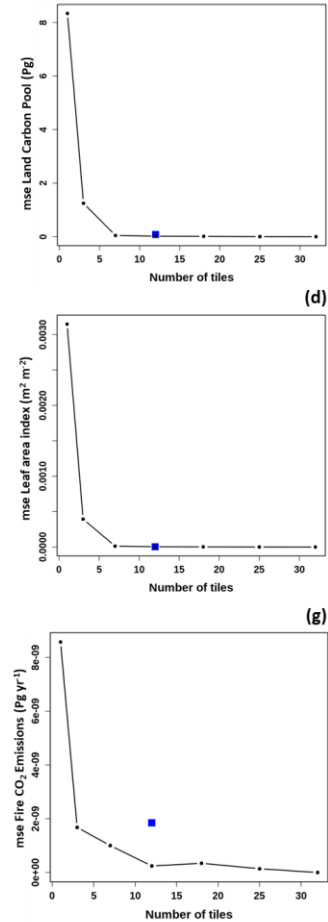 mse Land Carbon Pool (Pg)
8
6
4
2
0
0 5 10 15 20 25 30
Number of tiles
(d)
mse Leaf area index (m² m⁻²)
0.0030
0.0020
0.0010
0.0000
0 5 10 15 20 25 30
Number of tiles
(g)
mse Fire CO₂ Emissions (Pg yr⁻¹)
8e-09
6e-09
4e-09
2e-09
0e+00
0 5 10 15 20 25 30
Number of tiles